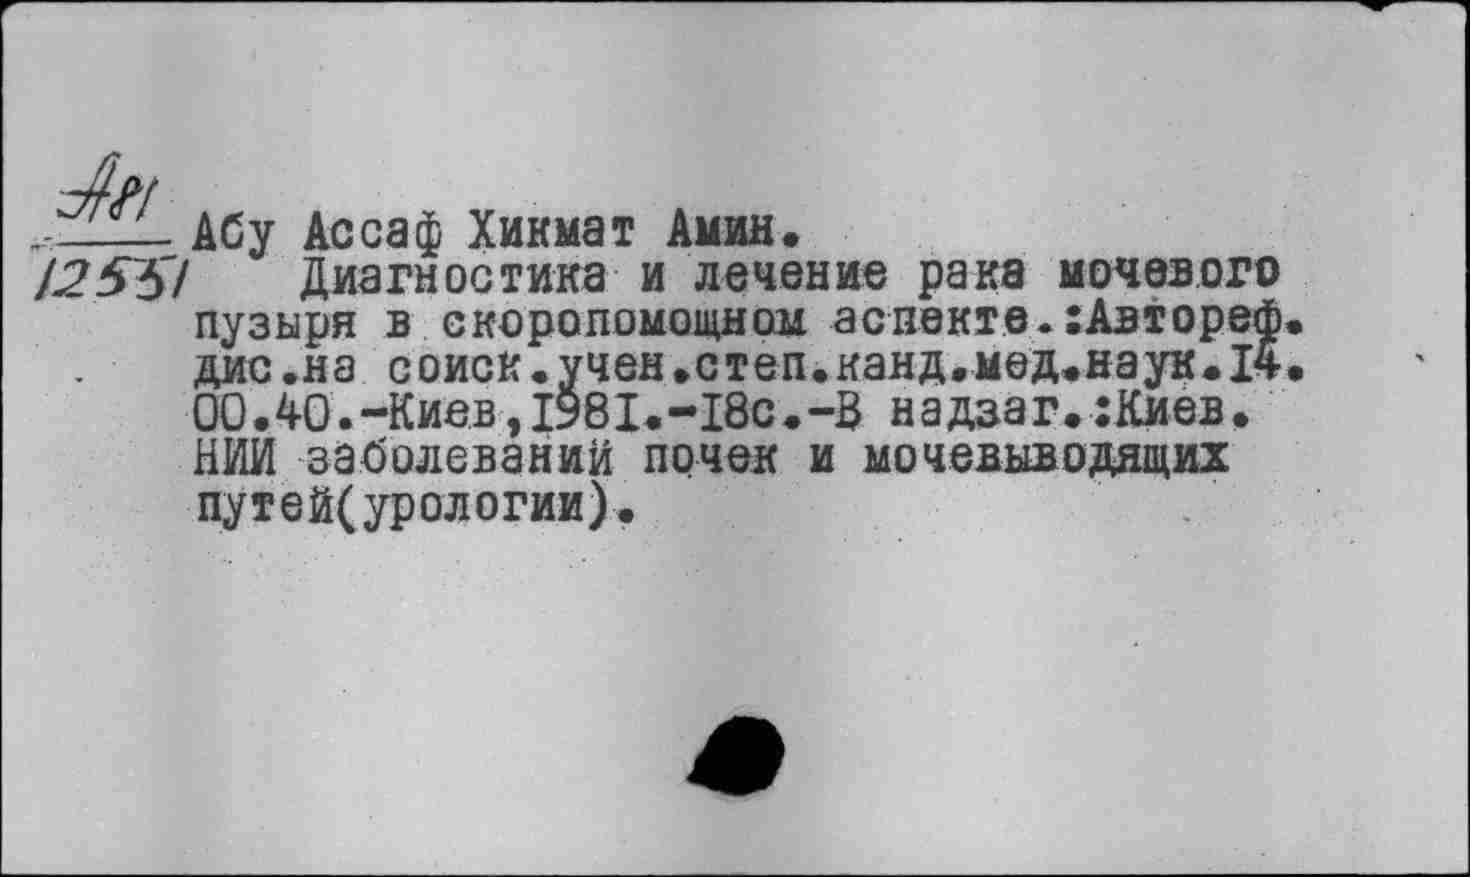 Абу Ассаф Хикмат Амин.
12551 Диагностика и лечение рака мочевого
пузыря в скоропомощном аспекте.:Автореф.
дис.на соиск.учен.степ.канд.мед.наук.14.
00.40.-Киев,1981.-18с.-В надзаг.:Киев.
НИИ заболеваний почек и мочевыводящих
путей(урологии).